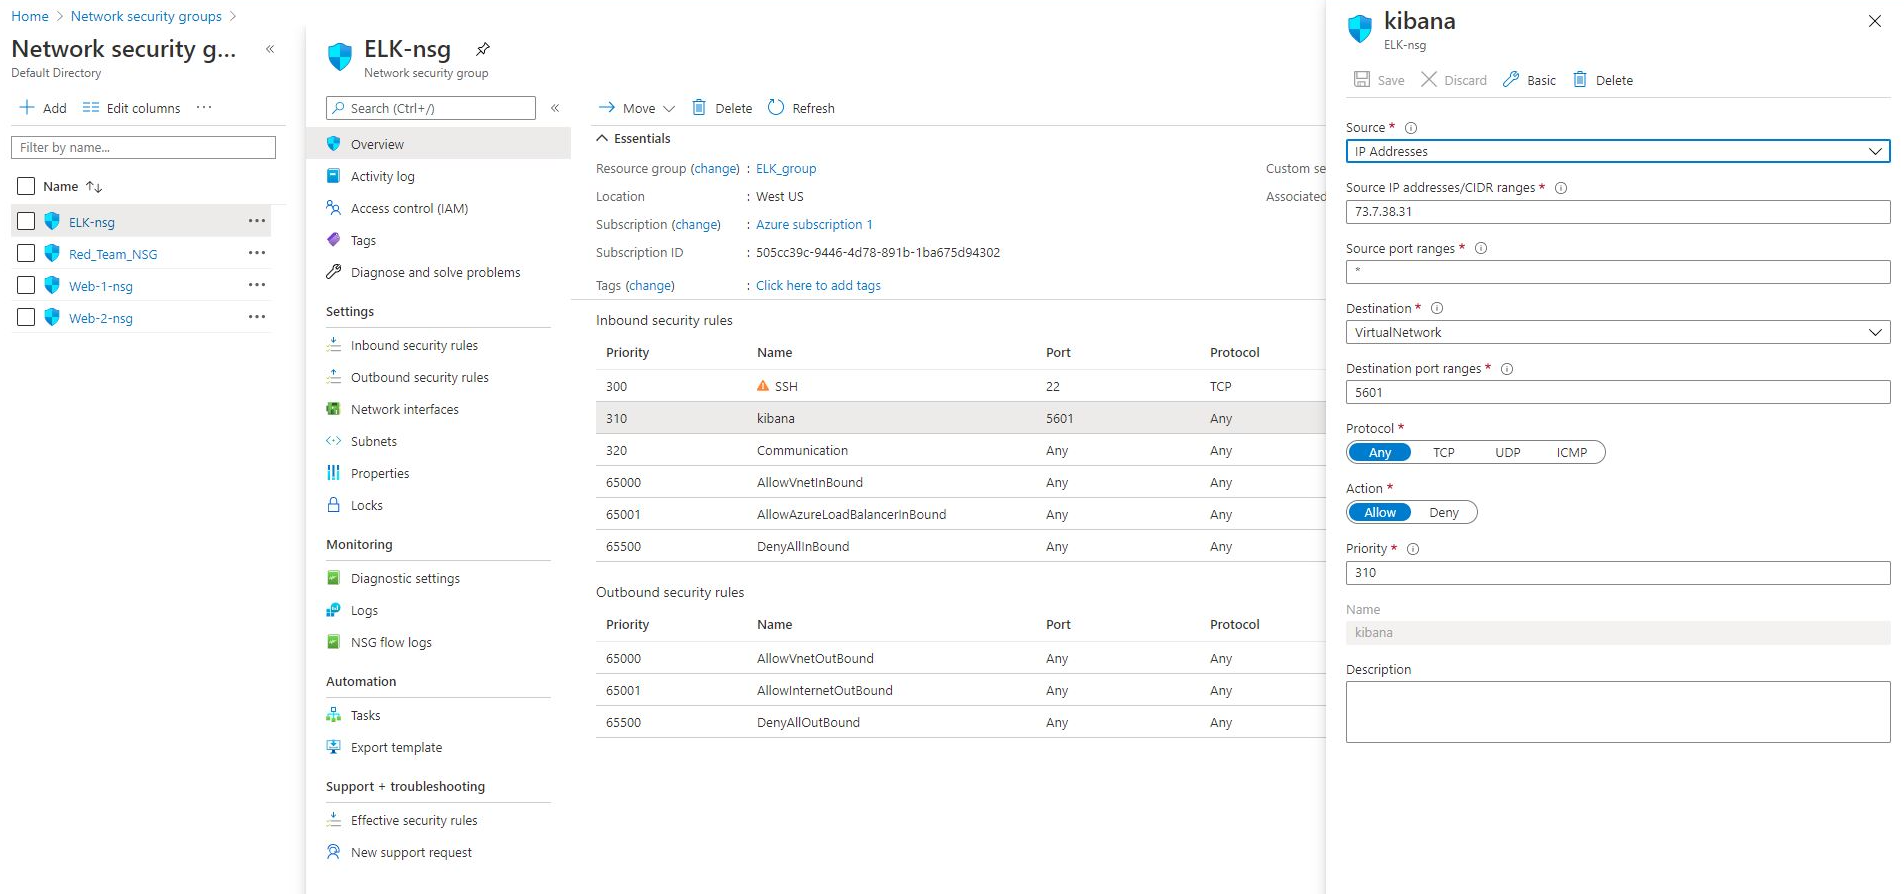 Home > Network security groups >
Network security g...
«
Default Directory
Add
Edit columns
...
Filter by name...
Name ↑↓
ELK-nsg
...
Red_Team_NSG
...
Web-1-nsg
...
Web-2-nsg
...
ELK-nsg
Network security group
Search (Ctrl+/)
«
Overview
Activity log
Access control (IAM)
Tags
Diagnose and solve problems
Settings
Inbound security rules
Outbound security rules
Network interfaces
Subnets
Properties
Locks
Monitoring
Diagnostic settings
Logs
NSG flow logs
Automation
Tasks
Export template
Support + troubleshooting
Effective security rules
New support request
Move
Delete
Refresh
Essentials
Resource group (change) : ELK_group
Custom se
Location : West US
Associated
Subscription (change) : Azure subscription 1
Subscription ID : 505cc39c-9446-4d78-891b-1ba675d94302
Tags (change) : Click here to add tags
Inbound security rules
Priority Name Port Protocol
300 SSH 22 TCP
310 kibana 5601 Any
320 Communication Any Any
65000 AllowVnetInBound Any Any
65001 AllowAzureLoadBalancerInBound Any Any
65500 DenyAllInBound Any Any
Outbound security rules
Priority Name Port Protocol
65000 AllowVnetOutBound Any Any
65001 AllowInternetOutBound Any Any
65500 DenyAllOutBound Any Any
kibana
ELK-nsg
Save
Discard
Basic
Delete
Source *
IP Addresses
Source IP addresses/CIDR ranges *
73.7.38.31
Source port ranges *
*
Destination *
VirtualNetwork
Destination port ranges *
5601
Protocol *
Any TCP UDP ICMP
Action *
Allow Deny
Priority *
310
Name
kibana
Description